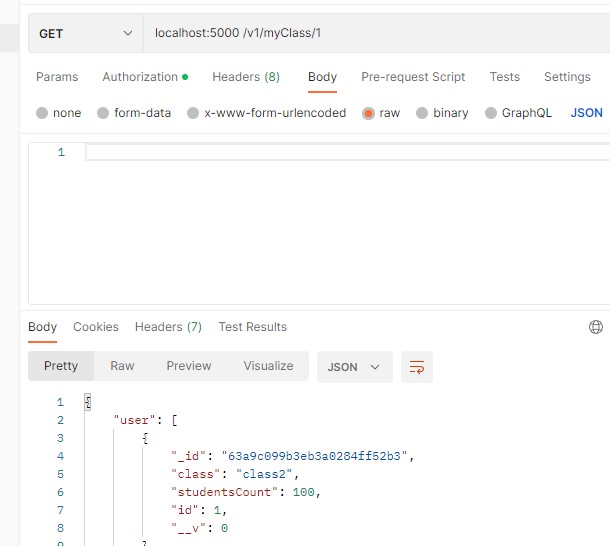 GET localhost:5000 /v1/myClass/1
Params Authorization Headers (8) Body Pre-request Script Tests Settings
none form-data x-www-form-urlencoded raw binary GraphQL JSON
1
Body Cookies Headers (7) Test Results
Pretty Raw Preview Visualize JSON
1 {
2 "user": [
3 {
4 "_id": "63a9c099b3eb3a0284ff52b3",
5 "class": "class2",
6 "studentsCount": 100,
7 "id": 1,
8 "__v": 0